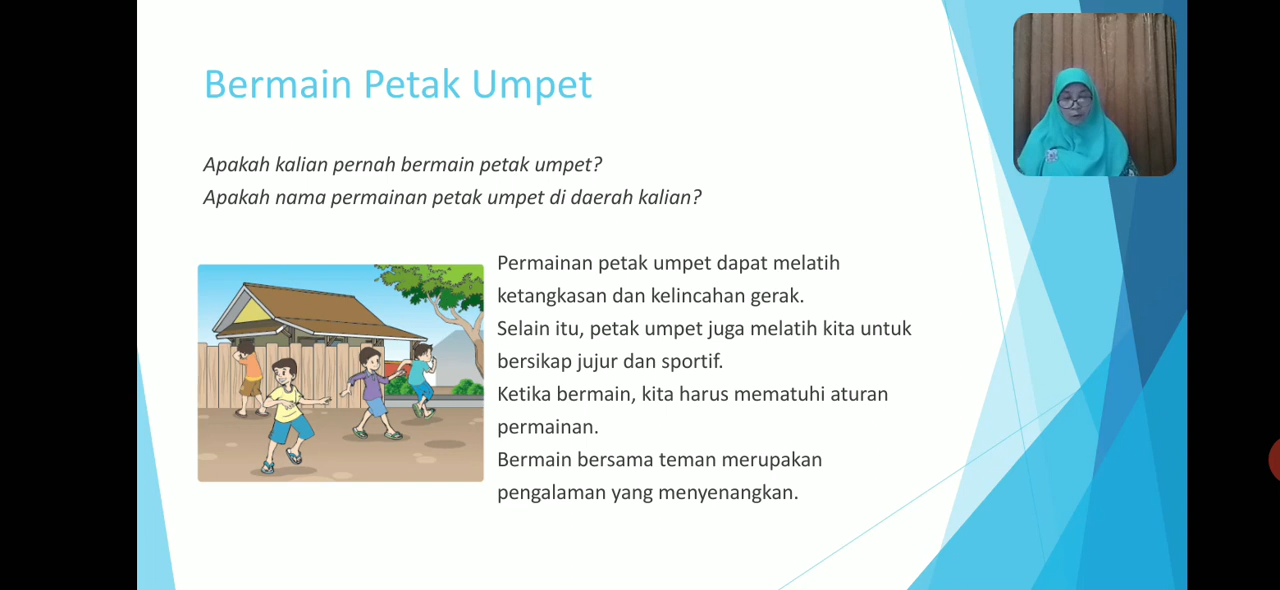 Bermain Petak Umpet
Apakah kalian pernah bermain petak umpet?
Apakah nama permainan petak umpet di daerah kalian?
Permainan petak umpet dapat melatih
ketangkasan dan kelincahan gerak.
Selain itu, petak umpet juga melatih kita untuk
bersikap jujur dan sportif.
Ketika bermain, kita harus mematuhi aturan
permainan.
Bermain bersama teman merupakan
pengalaman yang menyenangkan.